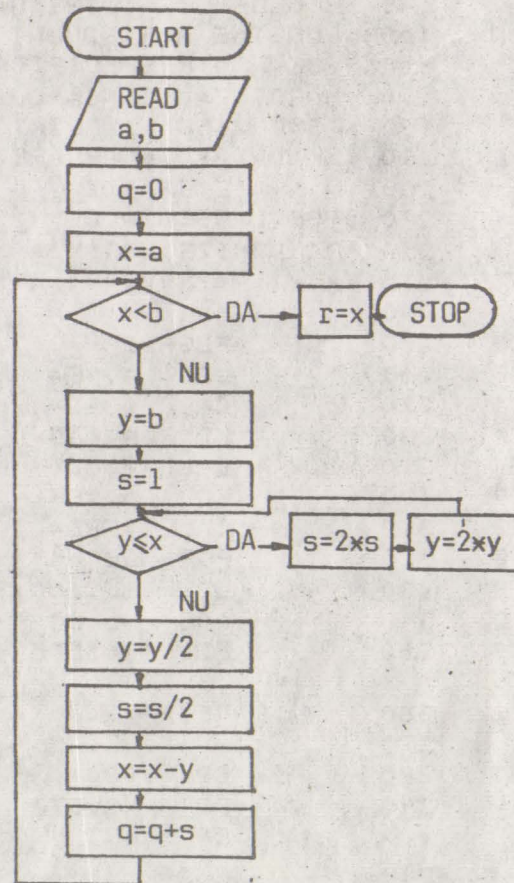 START
READ
a,b
q=0
x=a
x<b
DA
r=x
STOP
NU
y=b
s=1
y⩽x
DA
s=2*s
y=2*y
NU
y=y/2
s=s/2
x=x-y
q=q+s